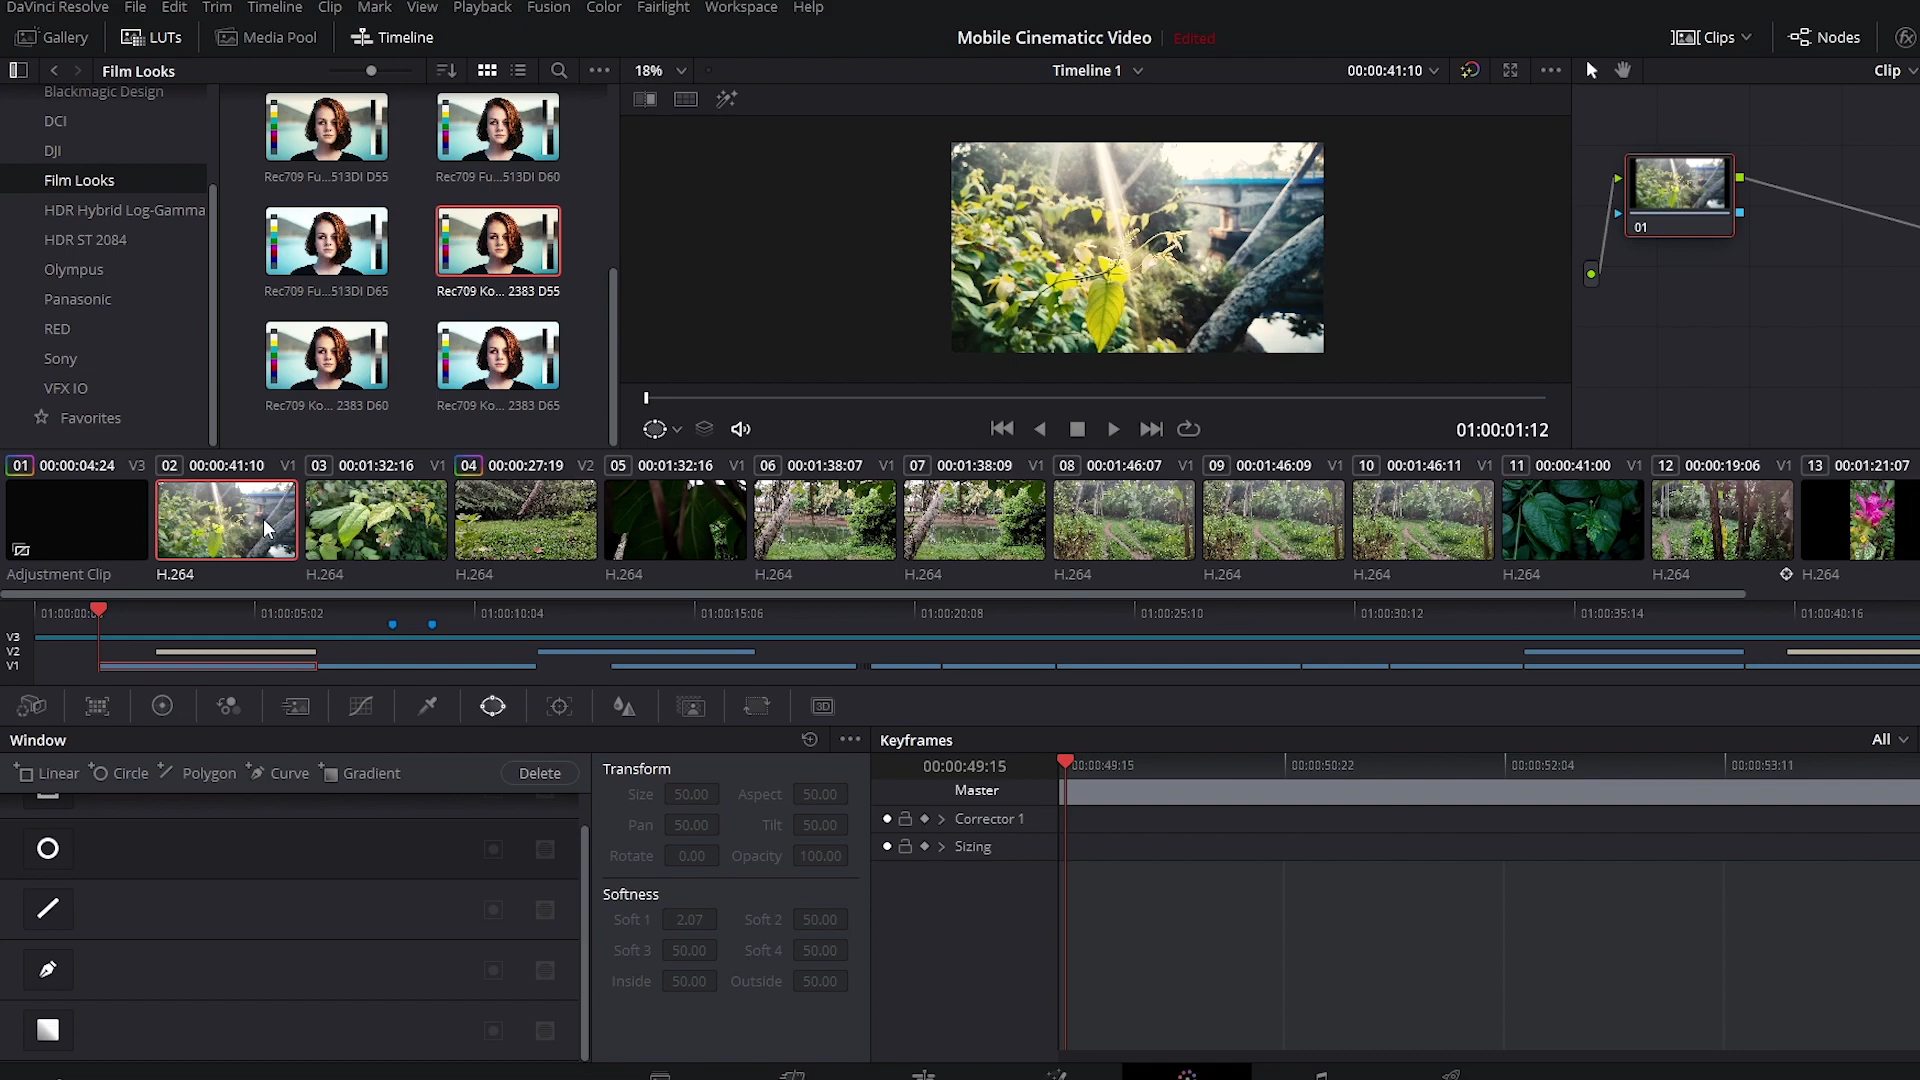 DaVinci Resolve File Edit Trim Timeline Clip Mark View Playback Fusion Color Fairlight Workspace Help
Gallery LUTs Media Pool Timeline Mobile Cinematicc Video Edited Clips Nodes
Film Looks 18% Timeline 1 00:00:41:10 Clip
Blackmagic Design
DCI
DJI
Film Looks
HDR Hybrid Log-Gamma
HDR ST 2084
Olympus
Panasonic
RED
Sony
VFX IO
Favorites
Rec709 Fu...513DI D55 Rec709 Fu...513DI D60
Rec709 Fu...513DI D65 Rec709 Ko... 2383 D55
Rec709 Ko... 2383 D60 Rec709 Ko... 2383 D65
01
01:00:01:12
01 00:00:04:24 V3 02 00:00:41:10 V1 03 00:01:32:16 V1 04 00:00:27:19 V2 05 00:01:32:16 V1 06 00:01:38:07 V1 07 00:01:38:09 V1 08 00:01:46:07 V1 09 00:01:46:09 V1 10 00:01:46:11 V1 11 00:00:41:00 V1 12 00:00:19:06 V1 13 00:01:21:07
Adjustment Clip H.264 H.264 H.264 H.264 H.264 H.264 H.264 H.264 H.264 H.264 H.264 H.264
01:00:05:02 01:00:10:04 01:00:15:06 01:00:20:08 01:00:25:10 01:00:30:12 01:00:35:14 01:00:40:16
V3
V2
V1
3D
Window
Linear Circle Polygon Curve Gradient Delete
Transform
Size 50.00 Aspect 50.00
Pan 50.00 Tilt 50.00
Rotate 0.00 Opacity 100.00
Softness
Soft 1 2.07 Soft 2 50.00
Soft 3 50.00 Soft 4 50.00
Inside 50.00 Outside 50.00
Keyframes All
00:00:49:15 00:00:49:15 00:00:50:22 00:00:52:04 00:00:53:11
Master
Corrector 1
Sizing